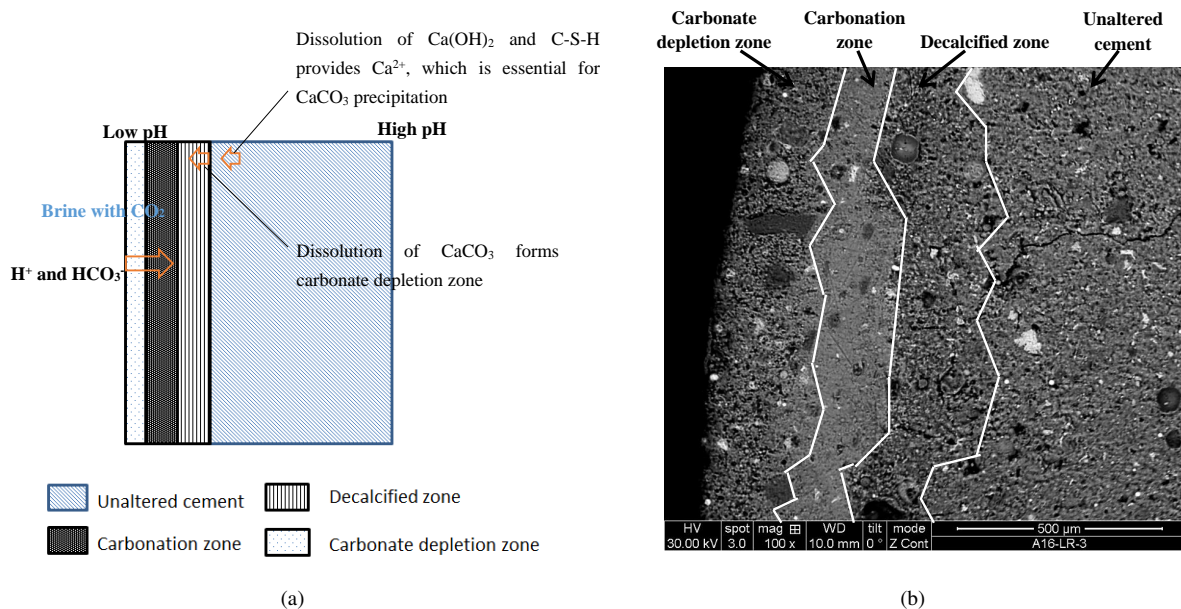 Dissolution of Ca(OH)₂ and C-S-H
provides Ca²⁺, which is essential for
CaCO₃ precipitation
Low pH
High pH
Brine with CO₂
H⁺ and HCO₃⁻
Dissolution of CaCO₃ forms
carbonate depletion zone
Unaltered cement
Decalcified zone
Carbonation zone
Carbonate depletion zone
(a)
Carbonate
depletion zone
Carbonation
zone
Decalcified zone
Unaltered
cement
HV spot mag WD tilt mode 500 µm
30.00 kV 3.0 100 x 10.0 mm 0 ° Z Cont A16-LR-3
(b)